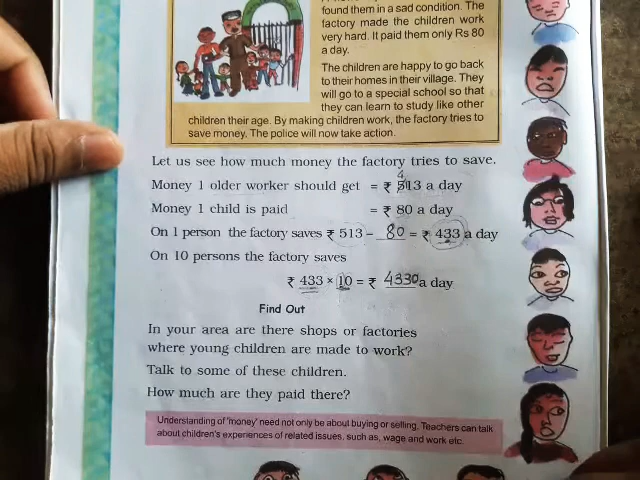 found them in a sad condition. The
factory made the children work
very hard. It paid them only Rs 80
a day.
The children are happy to go back
to their homes in their village. They
will go to a special school so that
they can learn to study like other
children their age. By making children work, the factory tries to
save money. The police will now take action.
Let us see how much money the factory tries to save.
4
Money 1 older worker should get = ₹ 513 a day
Money 1 child is paid = ₹ 80 a day
On 1 person the factory saves ₹ 513 – 80 = ₹ 433 a day
On 10 persons the factory saves
₹ 433 × 10 = ₹ 4330 a day
Find Out
In your area are there shops or factories
where young children are made to work?
Talk to some of these children.
How much are they paid there?
Understanding of 'money' need not only be about buying or selling. Teachers can talk
about children's experiences of related issues, such as, wage and work etc.